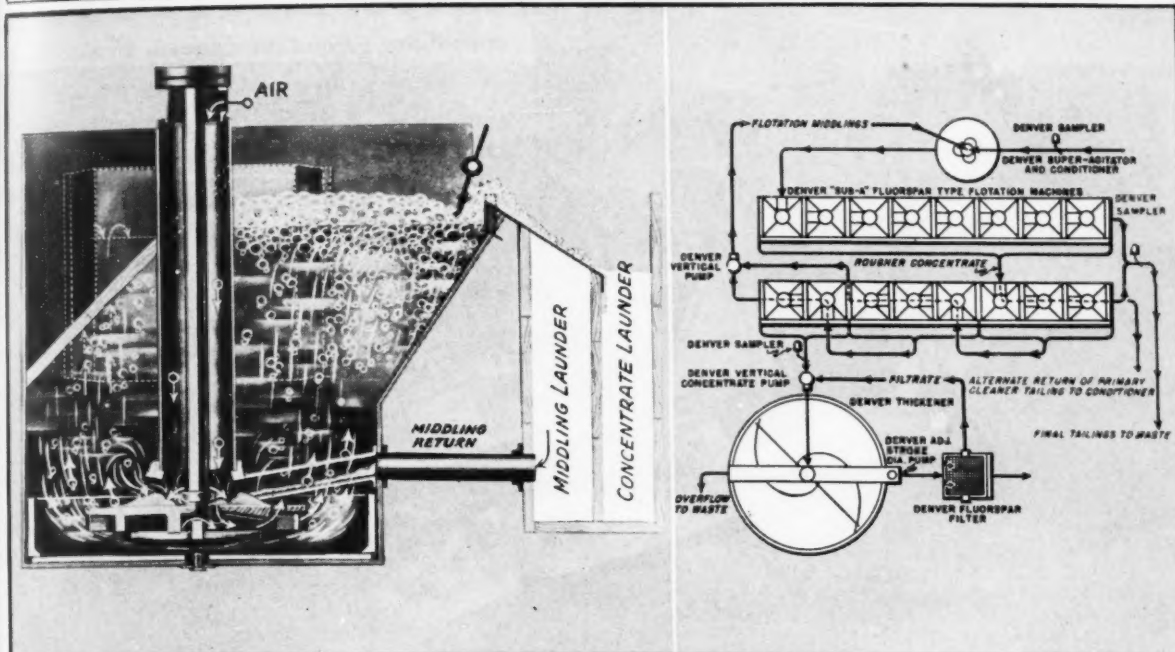 AIR
MIDDLING
RETURN
MIDDLING LAUNDER
CONCENTRATE LAUNDER
FLOTATION MIDDLINGS
DENVER SAMPLER
DENVER SUPER-AGITATOR
AND CONDITIONER
DENVER "SUB-A" FLUORSPAR TYPE FLOTATION MACHINES
DENVER
SAMPLER
DENVER
VERTICAL
PUMP
ROUGHER CONCENTRATE
DENVER SAMPLER
DENVER VERTICAL
CONCENTRATE PUMP
FILTRATE
ALTERNATE RETURN OF PRIMARY
CLEANER TAILING TO CONDITIONER
DENVER THICKENER
FINAL TAILINGS TO WASTE
DENVER ADJ.
STROKE
DIA. PUMP
OVERFLOW
TO WASTE
DENVER FLUORSPAR
FILTER